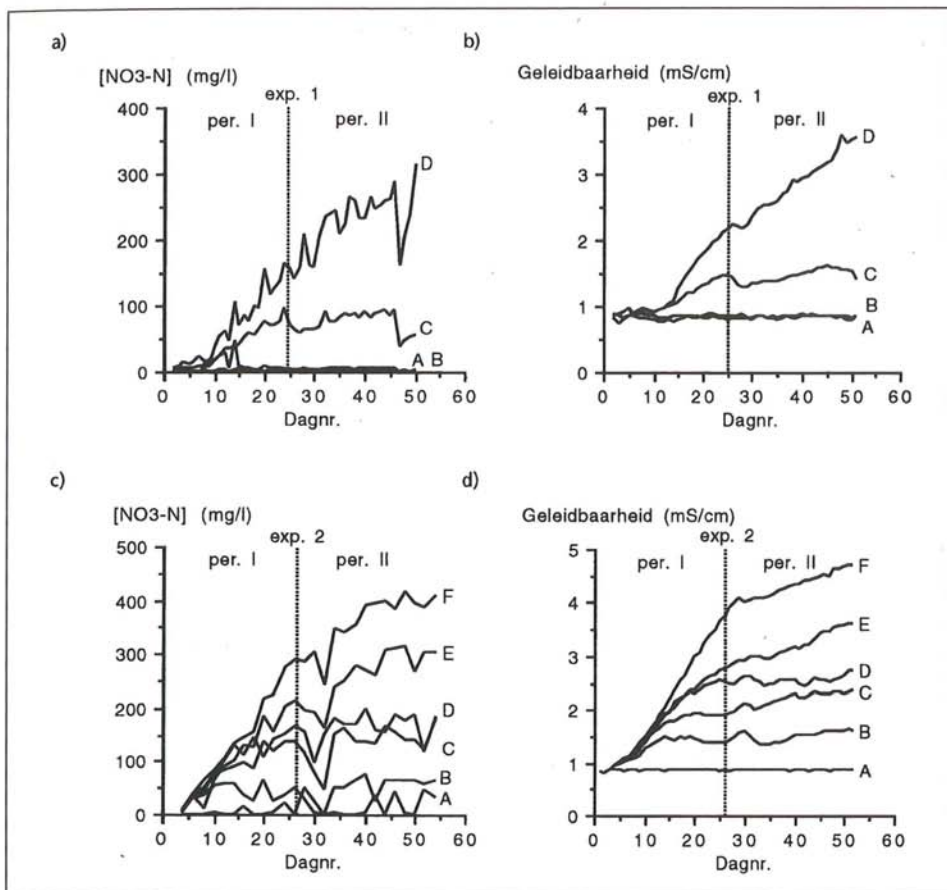 a)
[NO3-N] (mg/l)
exp. 1
per. I per. II
400
300
200
100
0
D
C
A B
0 10 20 30 40 50 60
Dagnr.
b)
Geleidbaarheid (mS/cm)
exp. 1
per. I per. II
4
3
2
1
0
D
C
B
A
0 10 20 30 40 50 60
Dagnr.
c)
[NO3-N] (mg/l)
exp. 2
per. I per. II
500
400
300
200
100
0
F
E
D
C
B
A
0 10 20 30 40 50 60
Dagnr.
d)
Geleidbaarheid (mS/cm)
exp. 2
per. I per. II
5
4
3
2
1
0
F
E
D
C
B
A
0 10 20 30 40 50 60
Dagnr.